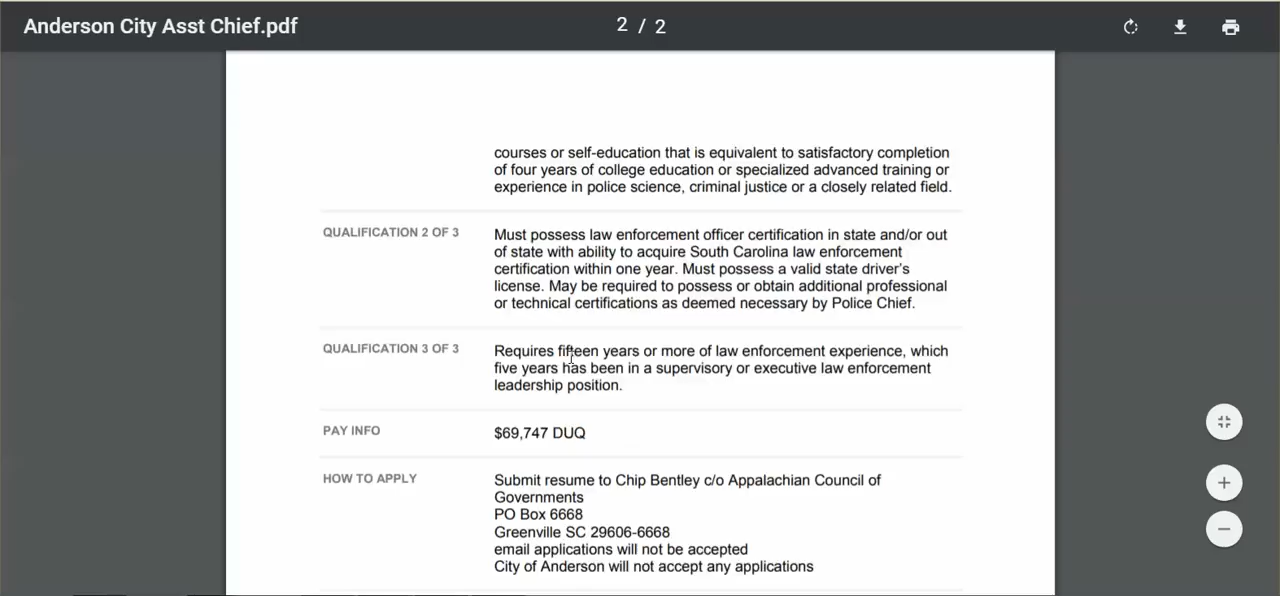 Anderson City Asst Chief.pdf
2 / 2
courses or self-education that is equivalent to satisfactory completion
of four years of college education or specialized advanced training or
experience in police science, criminal justice or a closely related field.
QUALIFICATION 2 OF 3
Must possess law enforcement officer certification in state and/or out
of state with ability to acquire South Carolina law enforcement
certification within one year. Must possess a valid state driver's
license. May be required to possess or obtain additional professional
or technical certifications as deemed necessary by Police Chief.
QUALIFICATION 3 OF 3
Requires fifteen years or more of law enforcement experience, which
five years has been in a supervisory or executive law enforcement
leadership position.
PAY INFO
$69,747 DUQ
HOW TO APPLY
Submit resume to Chip Bentley c/o Appalachian Council of
Governments
PO Box 6668
Greenville SC 29606-6668
email applications will not be accepted
City of Anderson will not accept any applications